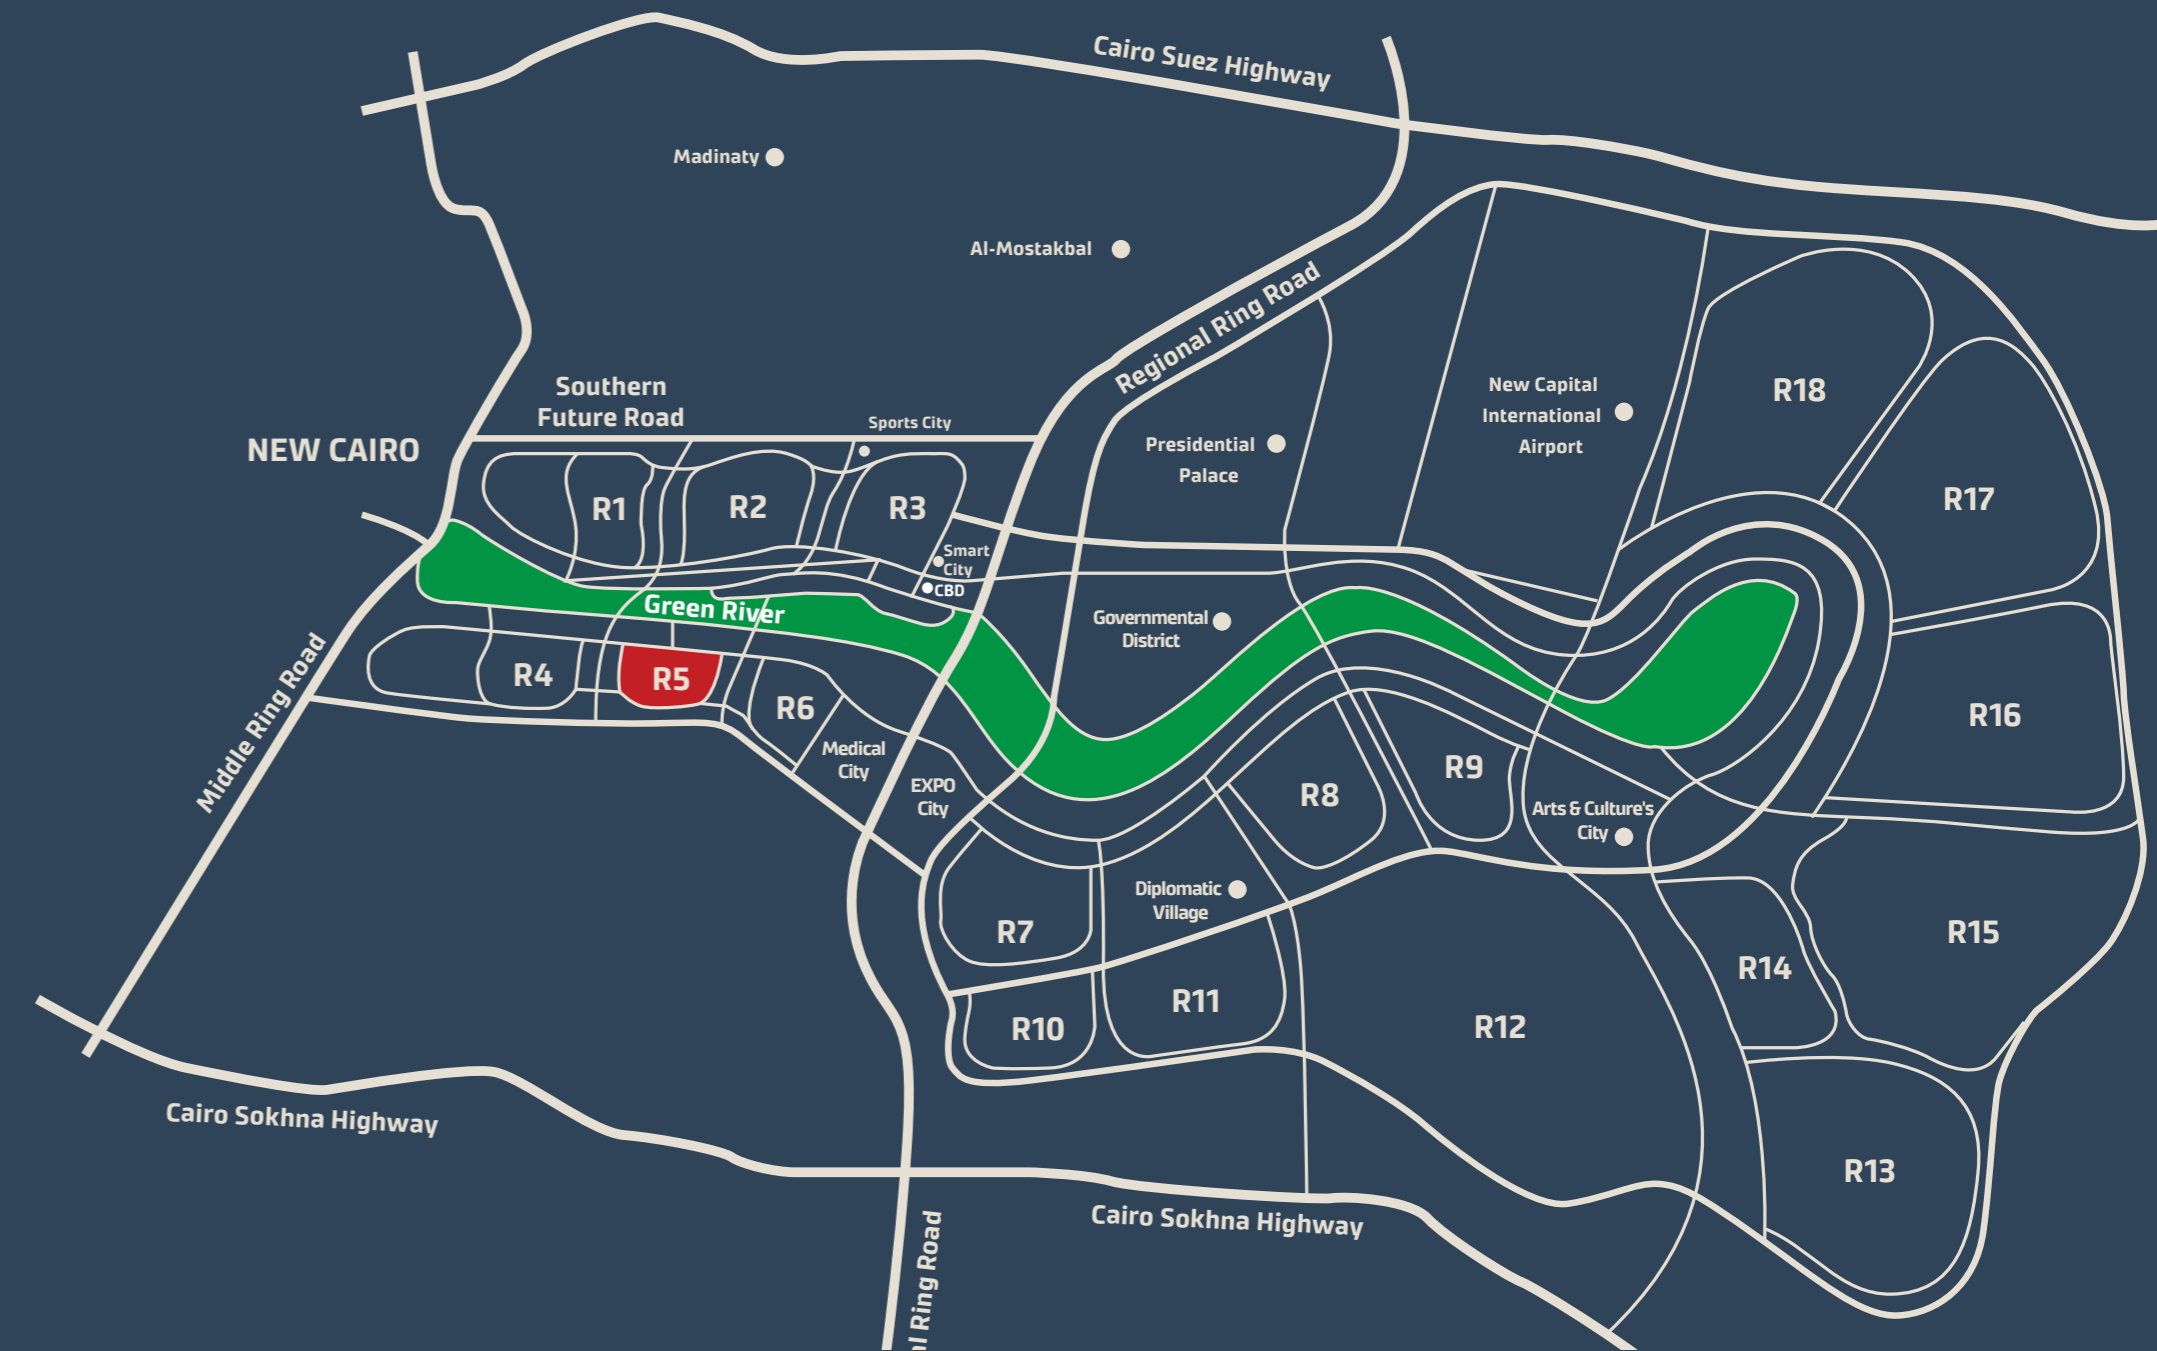 Cairo Suez Highway
Madinaty
Al-Mostakbal
Regional Ring Road
Southern
Future Road
Sports City
NEW CAIRO
New Capital
International
Airport
Presidential
Palace
R18
R17
R1
R2
R3
Smart
City
CBD
Green River
Governmental
District
R4
R5
R6
Middle Ring Road
Medical
City
EXPO
City
R8
R9
Arts & Culture's
City
R16
Diplomatic
Village
R7
R10
R11
R12
R14
R15
R13
Cairo Sokhna Highway
Cairo Sokhna Highway
al Ring Road